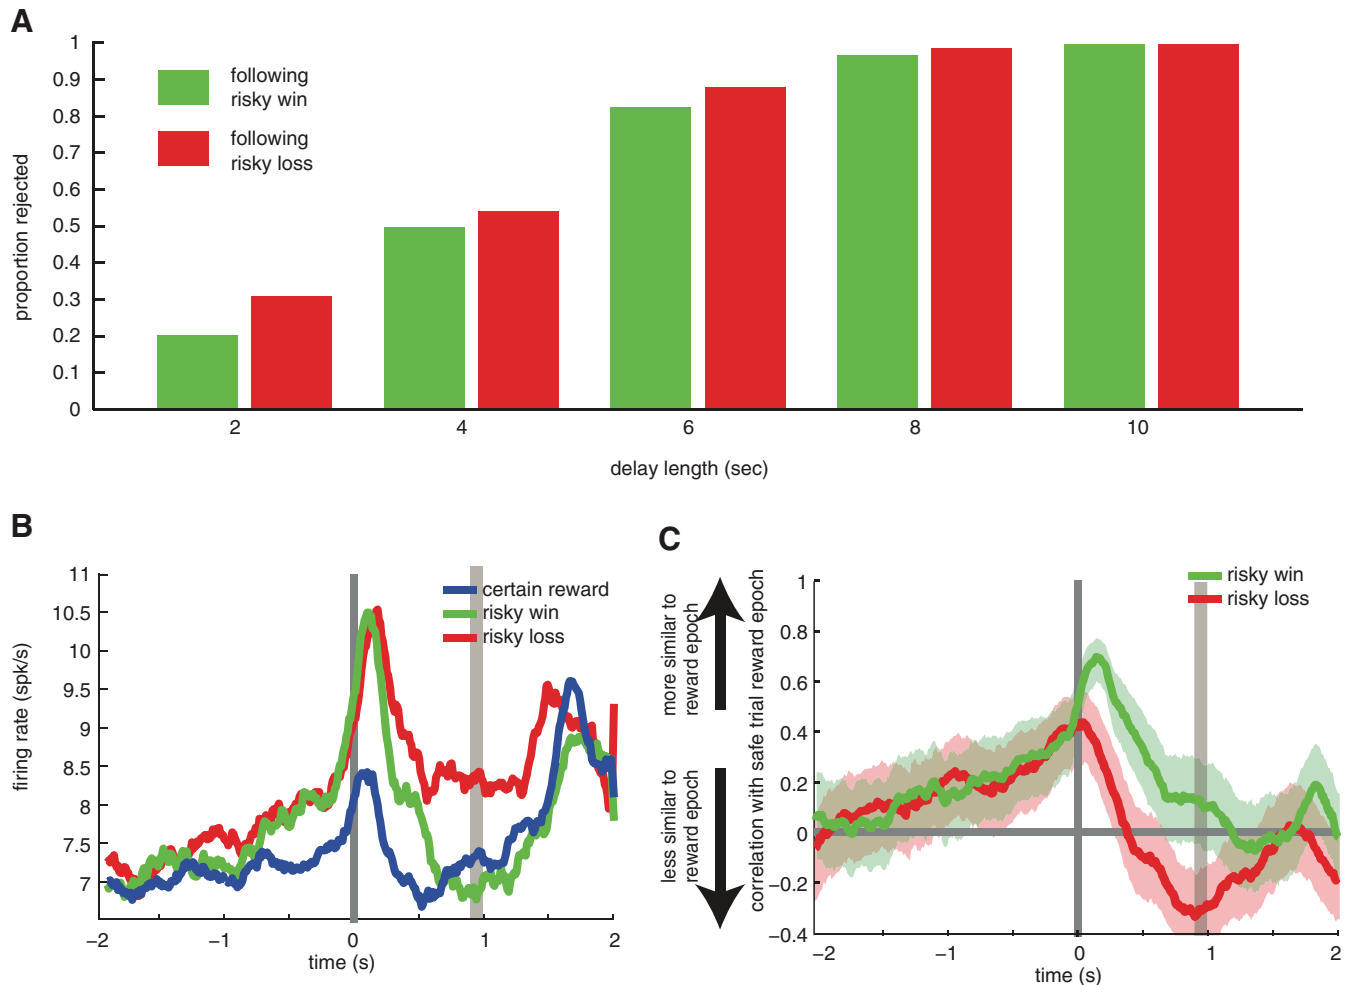 A
1
0.9
0.8
0.7
0.6
0.5
0.4
0.3
0.2
0.1
0
proportion rejected
following
risky win
following
risky loss
2
4
6
8
10
delay length (sec)
B
11
10.5
10
9.5
9
8.5
8
7.5
7
firing rate (spk/s)
certain reward
risky win
risky loss
−2
−1
0
1
2
time (s)
C
more similar to
reward epoch
less similar to
reward epoch
correlation with safe trial reward epoch
1
0.8
0.6
0.4
0.2
0
−0.2
−0.4
risky win
risky loss
−2
−1
0
1
2
time (s)